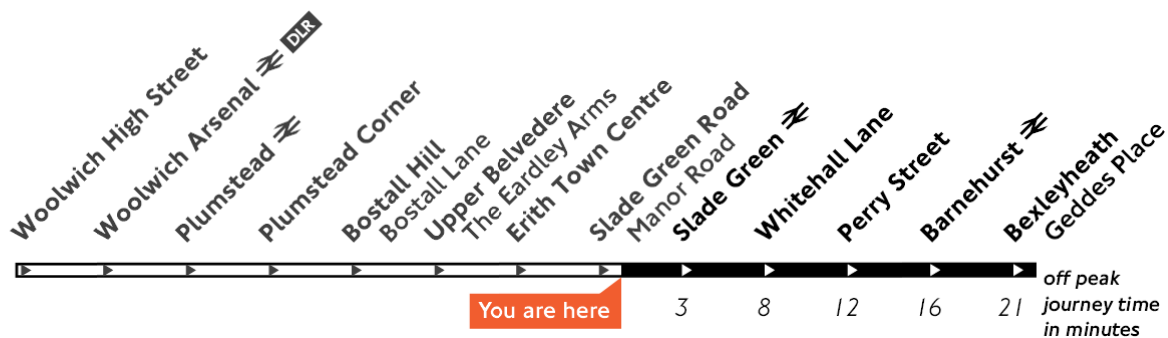 Woolwich High Street
Woolwich Arsenal DLR
Plumstead
Plumstead Corner
Bostall Hill
Bostall Lane
Upper Belvedere
The Eardley Arms
Erith Town Centre
Slade Green Road
Manor Road
Slade Green
Whitehall Lane
Perry Street
Barnehurst
Bexleyheath
Geddes Place
You are here
3 8 12 16 21
off peak
journey time
in minutes